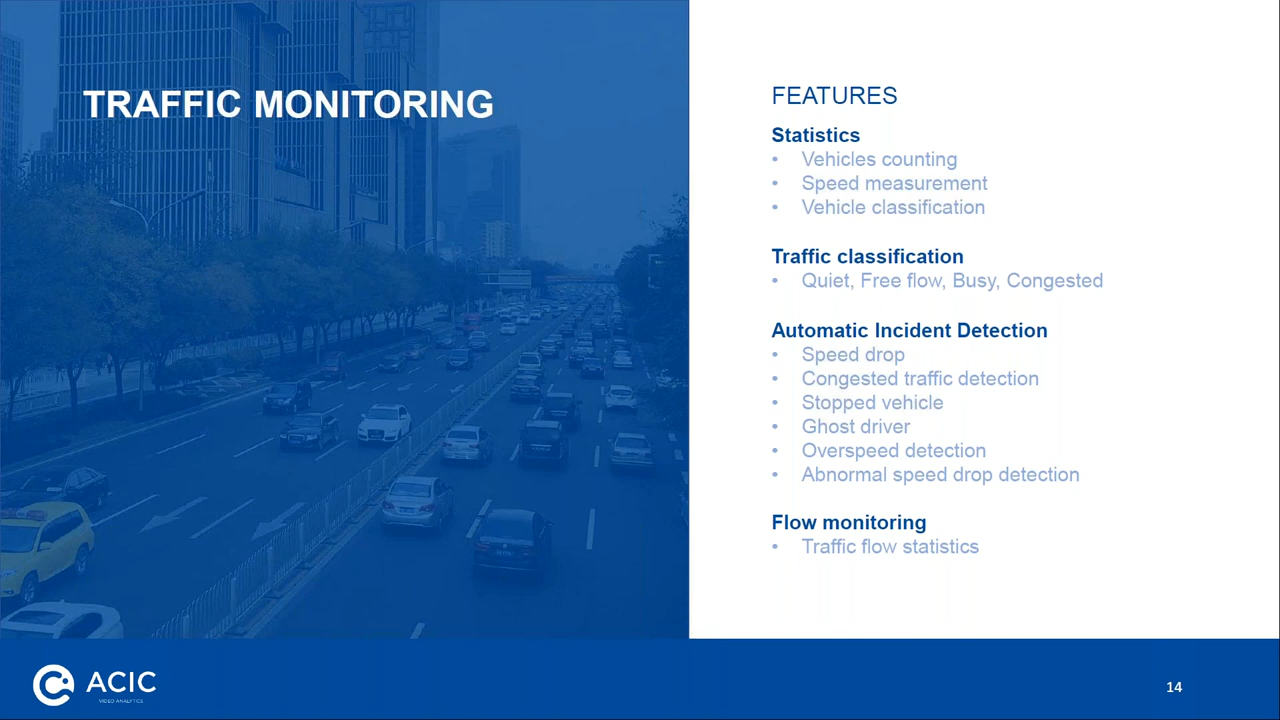 TRAFFIC MONITORING
FEATURES
Statistics
• Vehicles counting
• Speed measurement
• Vehicle classification
Traffic classification
• Quiet, Free flow, Busy, Congested
Automatic Incident Detection
• Speed drop
• Congested traffic detection
• Stopped vehicle
• Ghost driver
• Overspeed detection
• Abnormal speed drop detection
Flow monitoring
• Traffic flow statistics
ACIC
VIDEO ANALYTICS
14